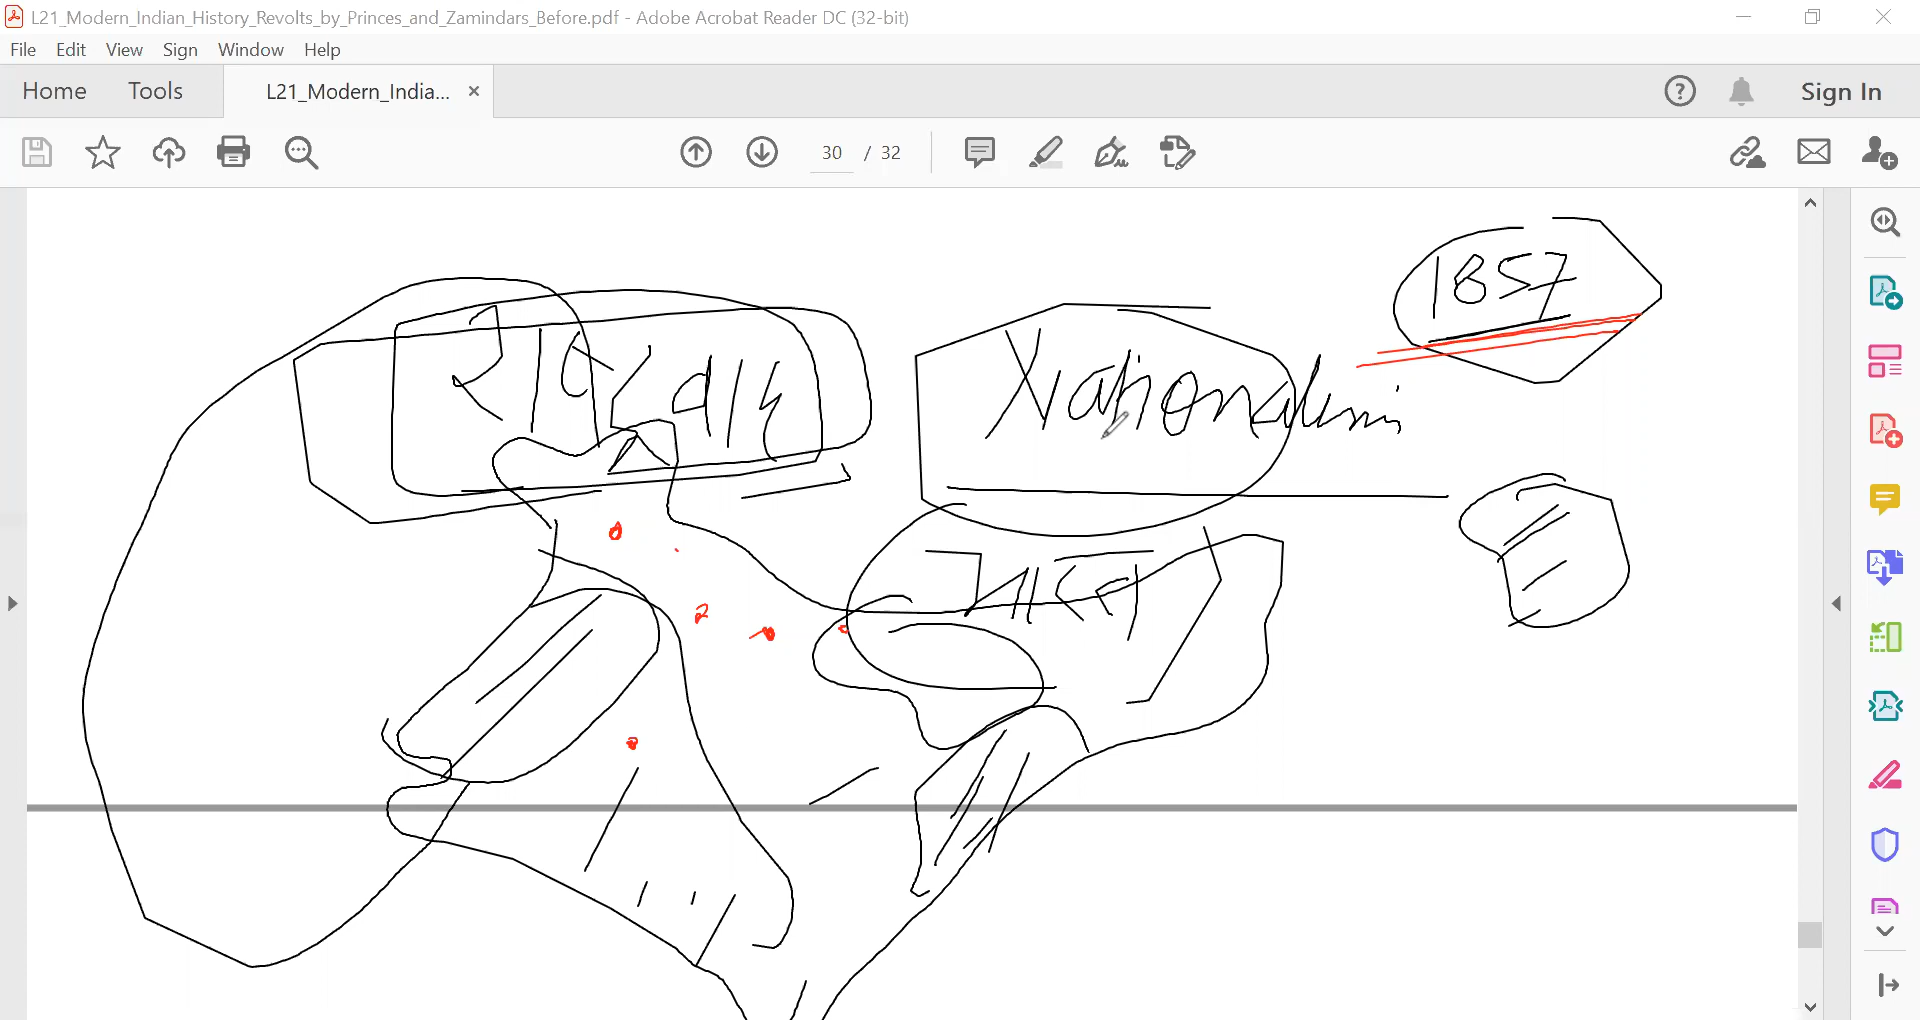 L21_Modern_Indian_History_Revolts_by_Princes_and_Zamindars_Before.pdf - Adobe Acrobat Reader DC (32-bit)
File Edit View Sign Window Help
Home Tools L21_Modern_India... × Sign In
30 / 32
1857
राष्ट्रवाद
Nationalism